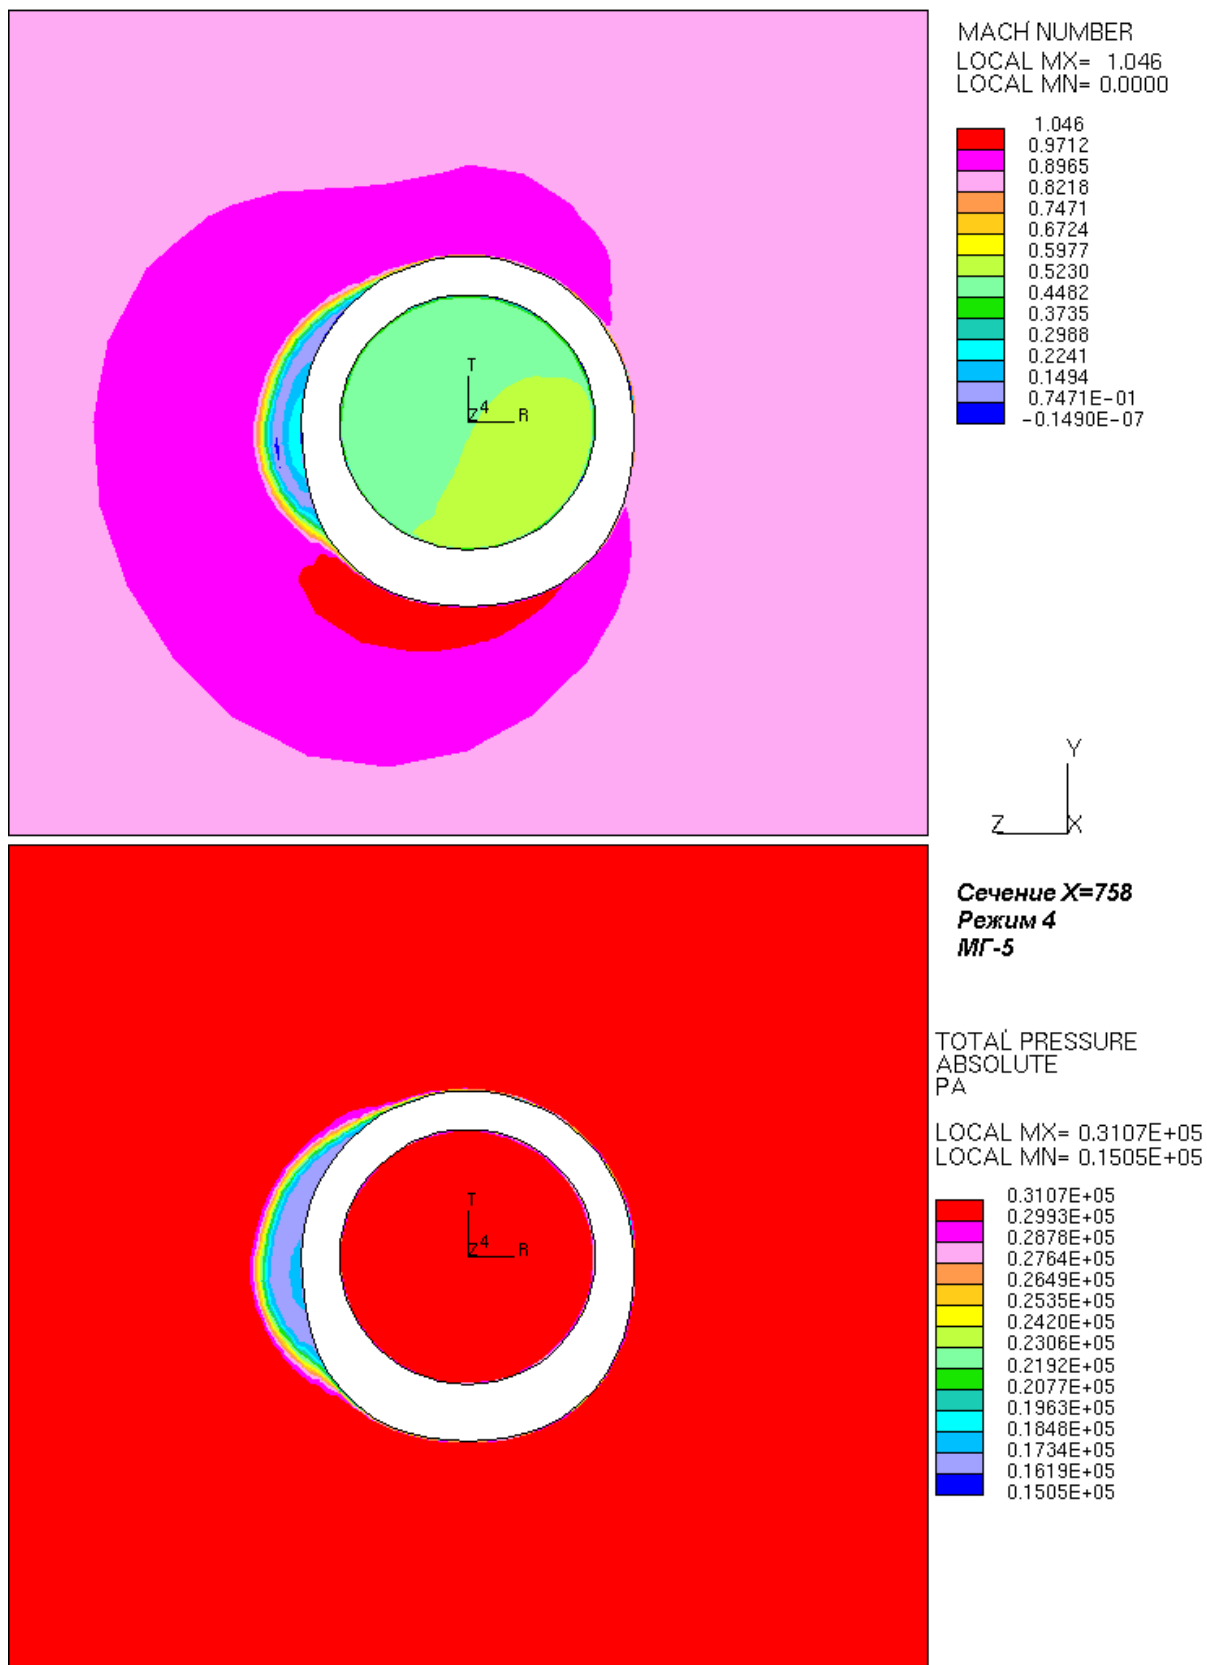 MACH NUMBER
LOCAL MX= 1.046
LOCAL MN= 0.0000
1.046
0.9712
0.8965
0.8218
0.7471
0.6724
0.5977
0.5230
0.4482
0.3735
0.2988
0.2241
0.1494
0.7471E-01
-0.1490E-07
T
Z4 R
Y
Z X
Сечение X=758
Режим 4
МГ-5
TOTAL PRESSURE
ABSOLUTE
PA
LOCAL MX= 0.3107E+05
LOCAL MN= 0.1505E+05
0.3107E+05
0.2993E+05
0.2878E+05
0.2764E+05
0.2649E+05
0.2535E+05
0.2420E+05
0.2306E+05
0.2192E+05
0.2077E+05
0.1963E+05
0.1848E+05
0.1734E+05
0.1619E+05
0.1505E+05
T
Z4 R